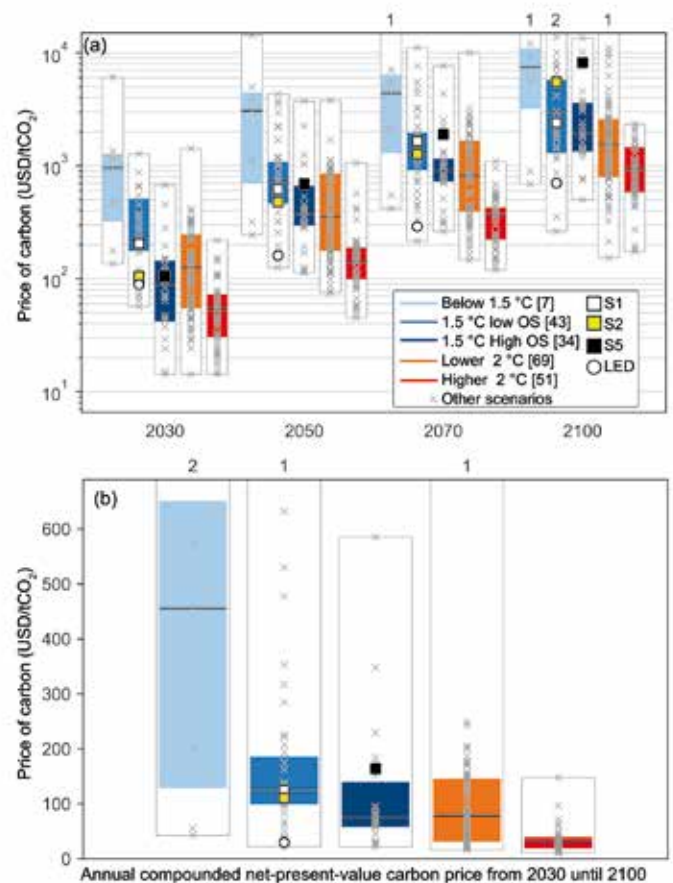 1 1 2 1
(a)
10⁴
10³
10²
10¹
Price of carbon (USD/tCO₂)
Below 1.5 °C [7]
1.5 °C low OS [43]
1.5 °C High OS [34]
Lower 2 °C [69]
Higher 2 °C [51]
Other scenarios
S1
S2
S5
LED
2030 2050 2070 2100
2 1 1
(b)
600
500
400
300
200
100
0
Price of carbon (USD/tCO₂)
Annual compounded net-present-value carbon price from 2030 until 2100